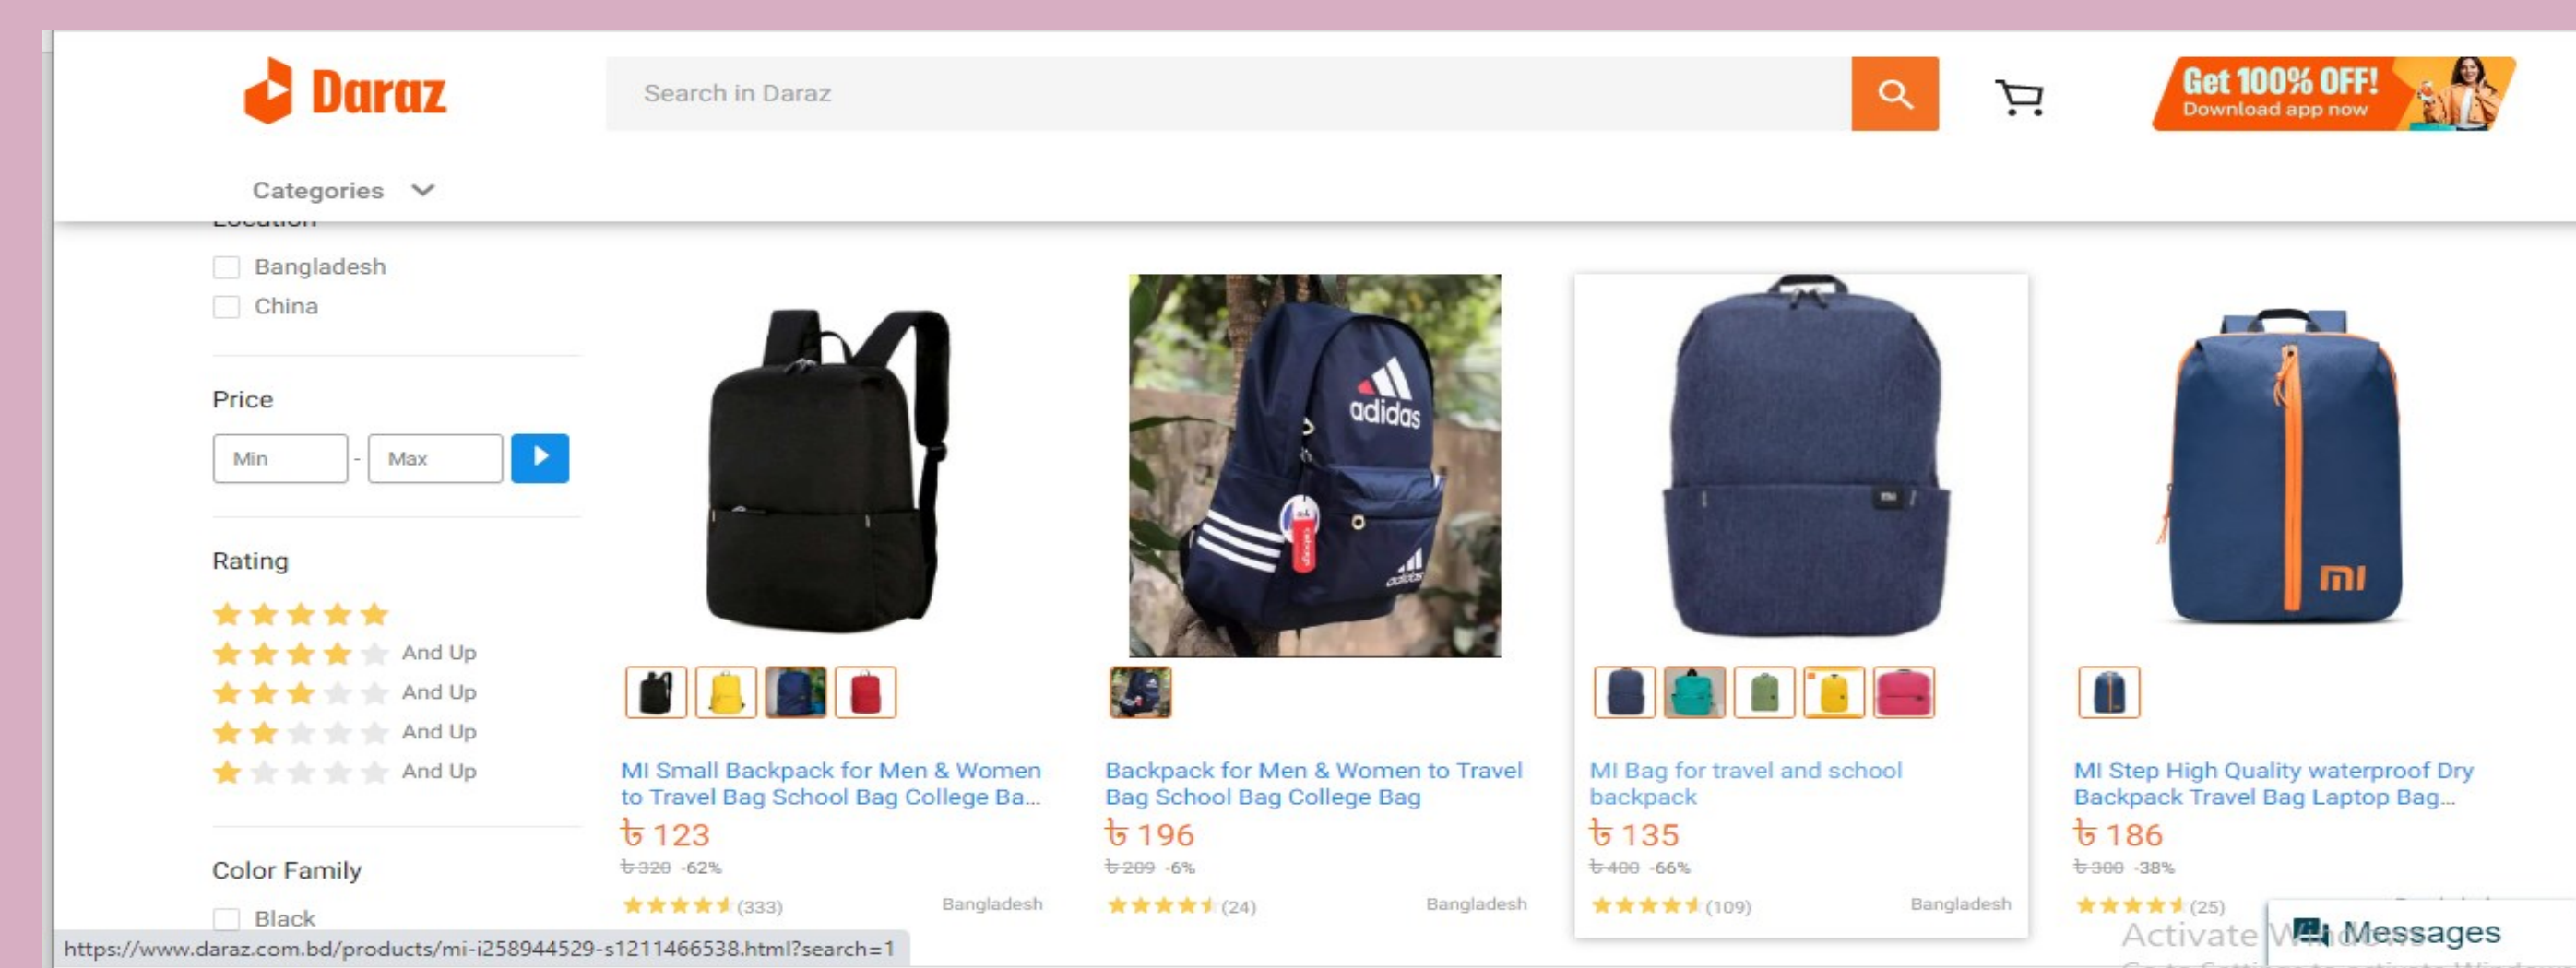 Daraz
Search in Daraz
Get 100% OFF!
Download app now
Categories
Location
Bangladesh
China
Price
Min - Max
Rating
And Up
And Up
And Up
And Up
Color Family
Black
adidas
adidas
mi
MI Small Backpack for Men & Women
to Travel Bag School Bag College Ba...
৳ 123
৳ 320 -62%
(333) Bangladesh
Backpack for Men & Women to Travel
Bag School Bag College Bag
৳ 196
৳ 209 -6%
(24) Bangladesh
MI Bag for travel and school
backpack
৳ 135
৳ 400 -66%
(109) Bangladesh
MI Step High Quality waterproof Dry
Backpack Travel Bag Laptop Bag...
৳ 186
৳ 300 -38%
(25)
Activate Windows
Messages
https://www.daraz.com.bd/products/mi-i258944529-s1211466538.html?search=1